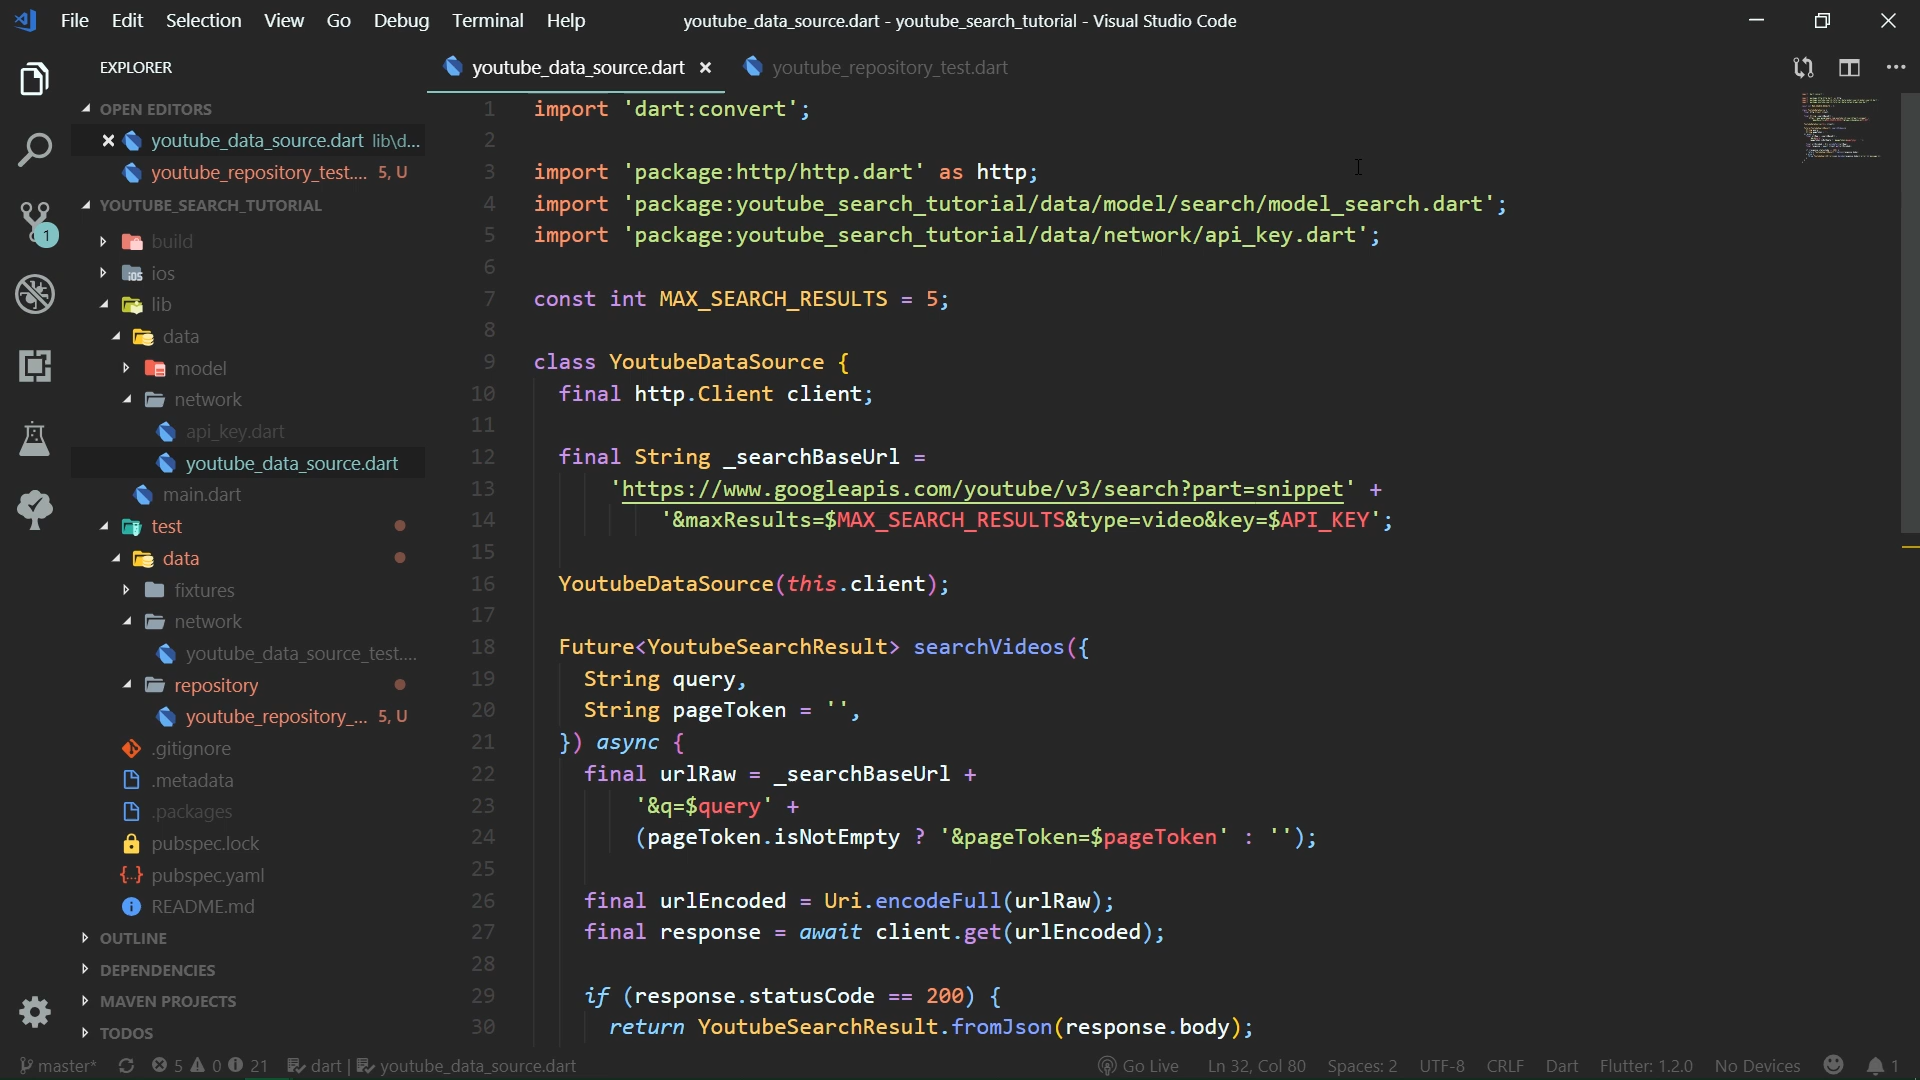 File Edit Selection View Go Debug Terminal Help youtube_data_source.dart - youtube_search_tutorial - Visual Studio Code
EXPLORER
youtube_data_source.dart youtube_repository_test.dart
OPEN EDITORS
youtube_data_source.dart lib\d...
youtube_repository_test.... 5, U
YOUTUBE_SEARCH_TUTORIAL
1
build
ios
lib
data
model
network
api_key.dart
youtube_data_source.dart
main.dart
test
data
fixtures
network
youtube_data_source_test....
repository
youtube_repository_... 5, U
.gitignore
.metadata
.packages
pubspec.lock
pubspec.yaml
README.md
OUTLINE
DEPENDENCIES
MAVEN PROJECTS
TODOS
1 import 'dart:convert';
2
3 import 'package:http/http.dart' as http;
4 import 'package:youtube_search_tutorial/data/model/search/model_search.dart';
5 import 'package:youtube_search_tutorial/data/network/api_key.dart';
6
7 const int MAX_SEARCH_RESULTS = 5;
8
9 class YoutubeDataSource {
10 final http.Client client;
11
12 final String _searchBaseUrl =
13 'https://www.googleapis.com/youtube/v3/search?part=snippet' +
14 '&maxResults=$MAX_SEARCH_RESULTS&type=video&key=$API_KEY';
15
16 YoutubeDataSource(this.client);
17
18 Future<YoutubeSearchResult> searchVideos({
19 String query,
20 String pageToken = '',
21 }) async {
22 final urlRaw = _searchBaseUrl +
23 '&q=$query' +
24 (pageToken.isNotEmpty ? '&pageToken=$pageToken' : '');
25
26 final urlEncoded = Uri.encodeFull(urlRaw);
27 final response = await client.get(urlEncoded);
28
29 if (response.statusCode == 200) {
30 return YoutubeSearchResult.fromJson(response.body);
master* 5 0 21 dart | youtube_data_source.dart Go Live Ln 32, Col 80 Spaces: 2 UTF-8 CRLF Dart Flutter: 1.2.0 No Devices 1